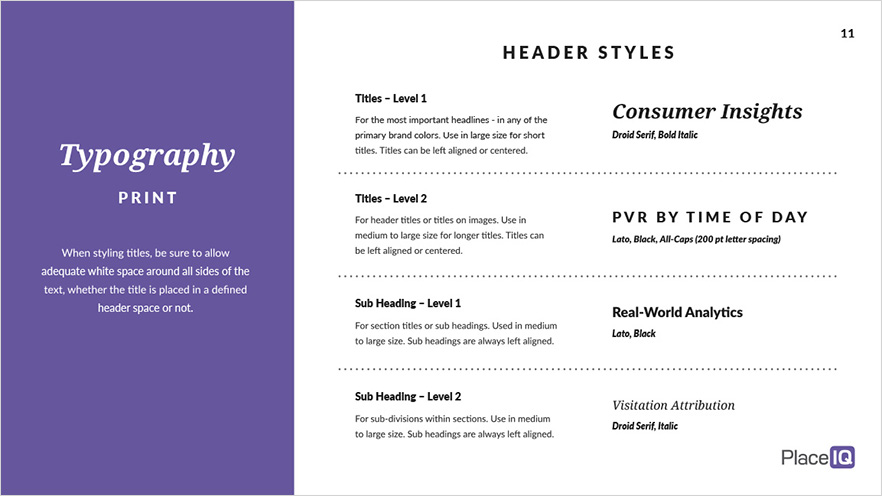 Typography
PRINT
When styling titles, be sure to allow
adequate white space around all sides of the
text, whether the title is placed in a defined
header space or not.
11
HEADER STYLES
Titles – Level 1
For the most important headlines - in any of the
primary brand colors. Use in large size for short
titles. Titles can be left aligned or centered.
Consumer Insights
Droid Serif, Bold Italic
Titles – Level 2
For header titles or titles on images. Use in
medium to large size for longer titles. Titles can
be left aligned or centered.
PVR BY TIME OF DAY
Lato, Black, All-Caps (200 pt letter spacing)
Sub Heading – Level 1
For section titles or sub headings. Used in medium
to large size. Sub headings are always left aligned.
Real-World Analytics
Lato, Black
Sub Heading – Level 2
For sub-divisions within sections. Use in medium
to large size. Sub headings are always left aligned.
Visitation Attribution
Droid Serif, Italic
PlaceIQ